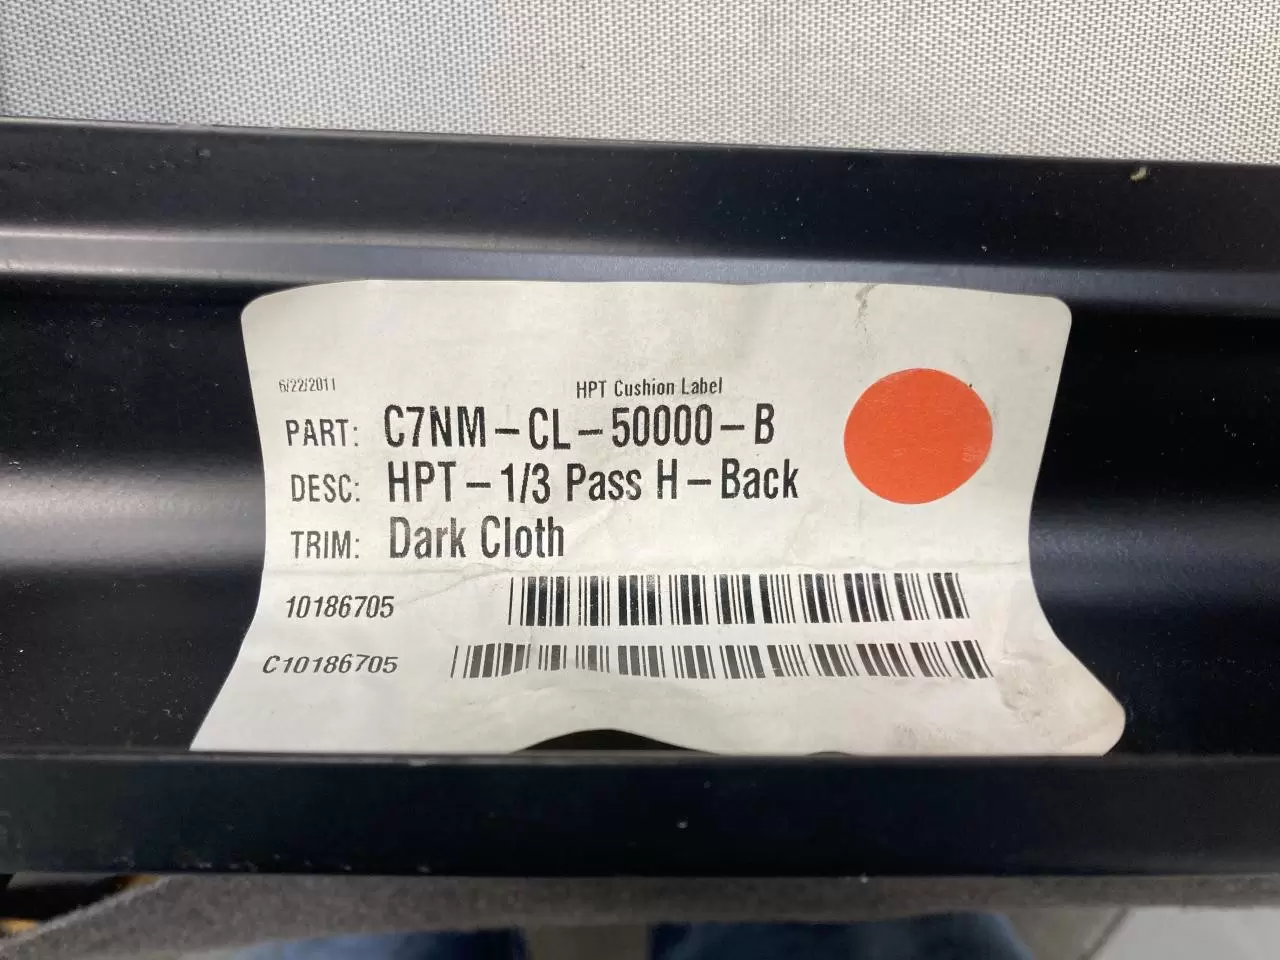 6/22/2011
HPT Cushion Label
PART: C7NM-CL-50000-B
DESC: HPT-1/3 Pass H-Back
TRIM: Dark Cloth
10186705
C10186705